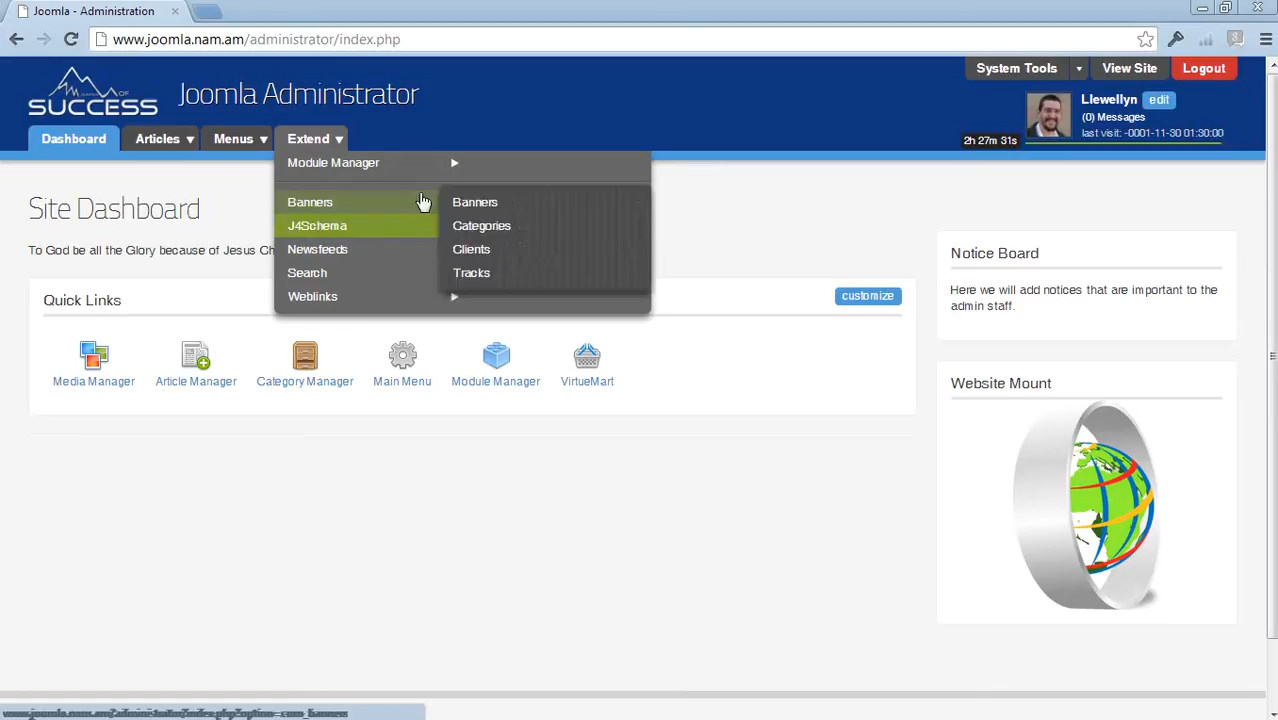 Joomla - Administration
www.joomla.nam.am/administrator/index.php
System Tools
View Site
Logout
SUCCESS
Joomla Administrator
Llewellyn edit
(0) Messages
last visit: -0001-11-30 01:30:00
2h 27m 31s
Dashboard
Articles
Menus
Extend
Module Manager
Banners
J4Schema
Newsfeeds
Search
Weblinks
Banners
Categories
Clients
Tracks
Site Dashboard
To God be all the Glory because of Jesus Ch
Quick Links
customize
Media Manager
Article Manager
Category Manager
Main Menu
Module Manager
VirtueMart
Notice Board
Here we will add notices that are important to the
admin staff.
Website Mount